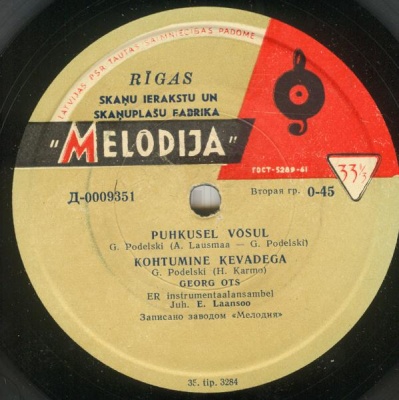 LATVIJAS PSR TAUTAS SAIMNIECĪBAS PADOME
RĪGAS
SKAŅU IERAKSTU UN
SKAŅUPLAŠU FABRIKA
"MELODIJA"
ГОСТ-5289-61
33⅓
Д-0009351
Вторая гр. 0-45
PUHKUSEL VÕSUL
G. Podelski (A. Lausmaa — G. Podelski)
KOHTUMINE KEVADEGA
G. Podelski (H. Karmo)
GEORG OTS
ER instrumentaalansambel
Juh. E. Laansoo
Записано заводом «Мелодия»
35. tip. 3284